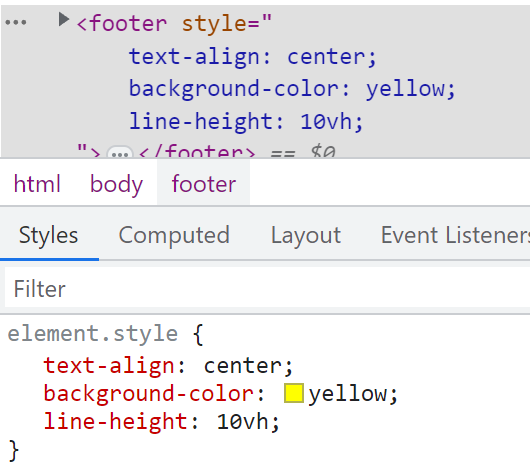 … <footer style="
text-align: center;
background-color: yellow;
line-height: 10vh;
">…</footer> == $0
html body footer
Styles Computed Layout Event Listeners
Filter
element.style {
text-align: center;
background-color: yellow;
line-height: 10vh;
}